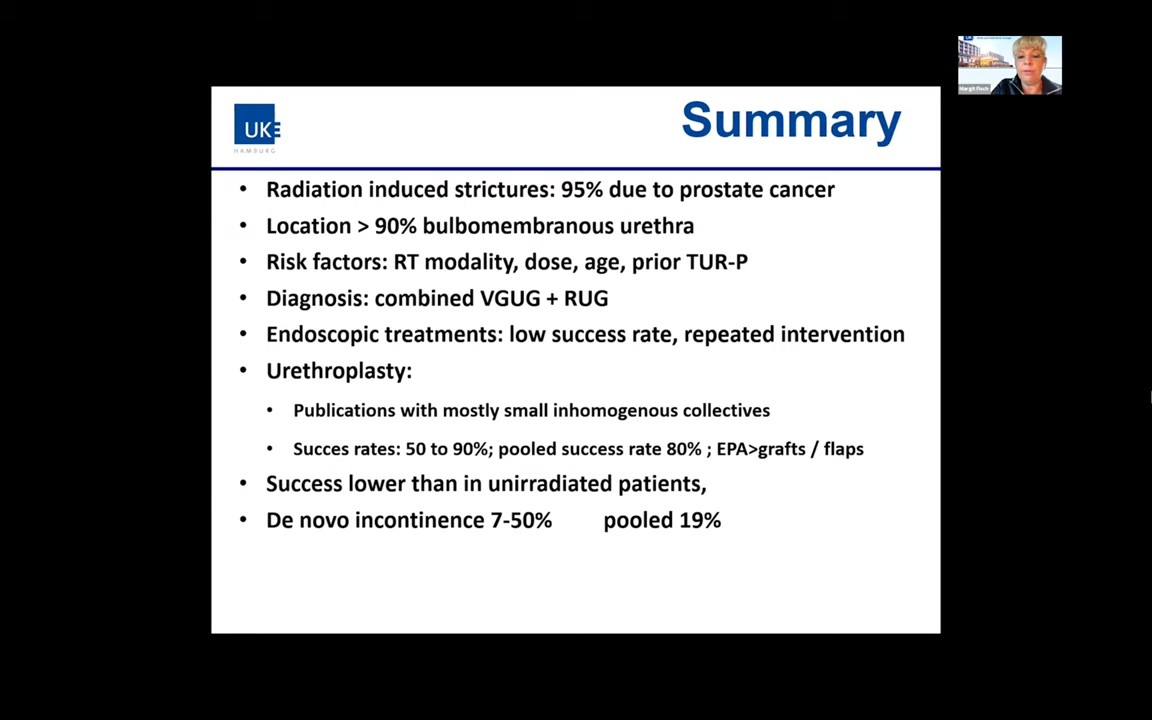 UKE
HAMBURG
Summary
Margit Fisch
• Radiation induced strictures: 95% due to prostate cancer
• Location > 90% bulbomembranous urethra
• Risk factors: RT modality, dose, age, prior TUR-P
• Diagnosis: combined VGUG + RUG
• Endoscopic treatments: low success rate, repeated intervention
• Urethroplasty:
• Publications with mostly small inhomogenous collectives
• Succes rates: 50 to 90%; pooled success rate 80% ; EPA>grafts / flaps
• Success lower than in unirradiated patients,
• De novo incontinence 7-50% pooled 19%